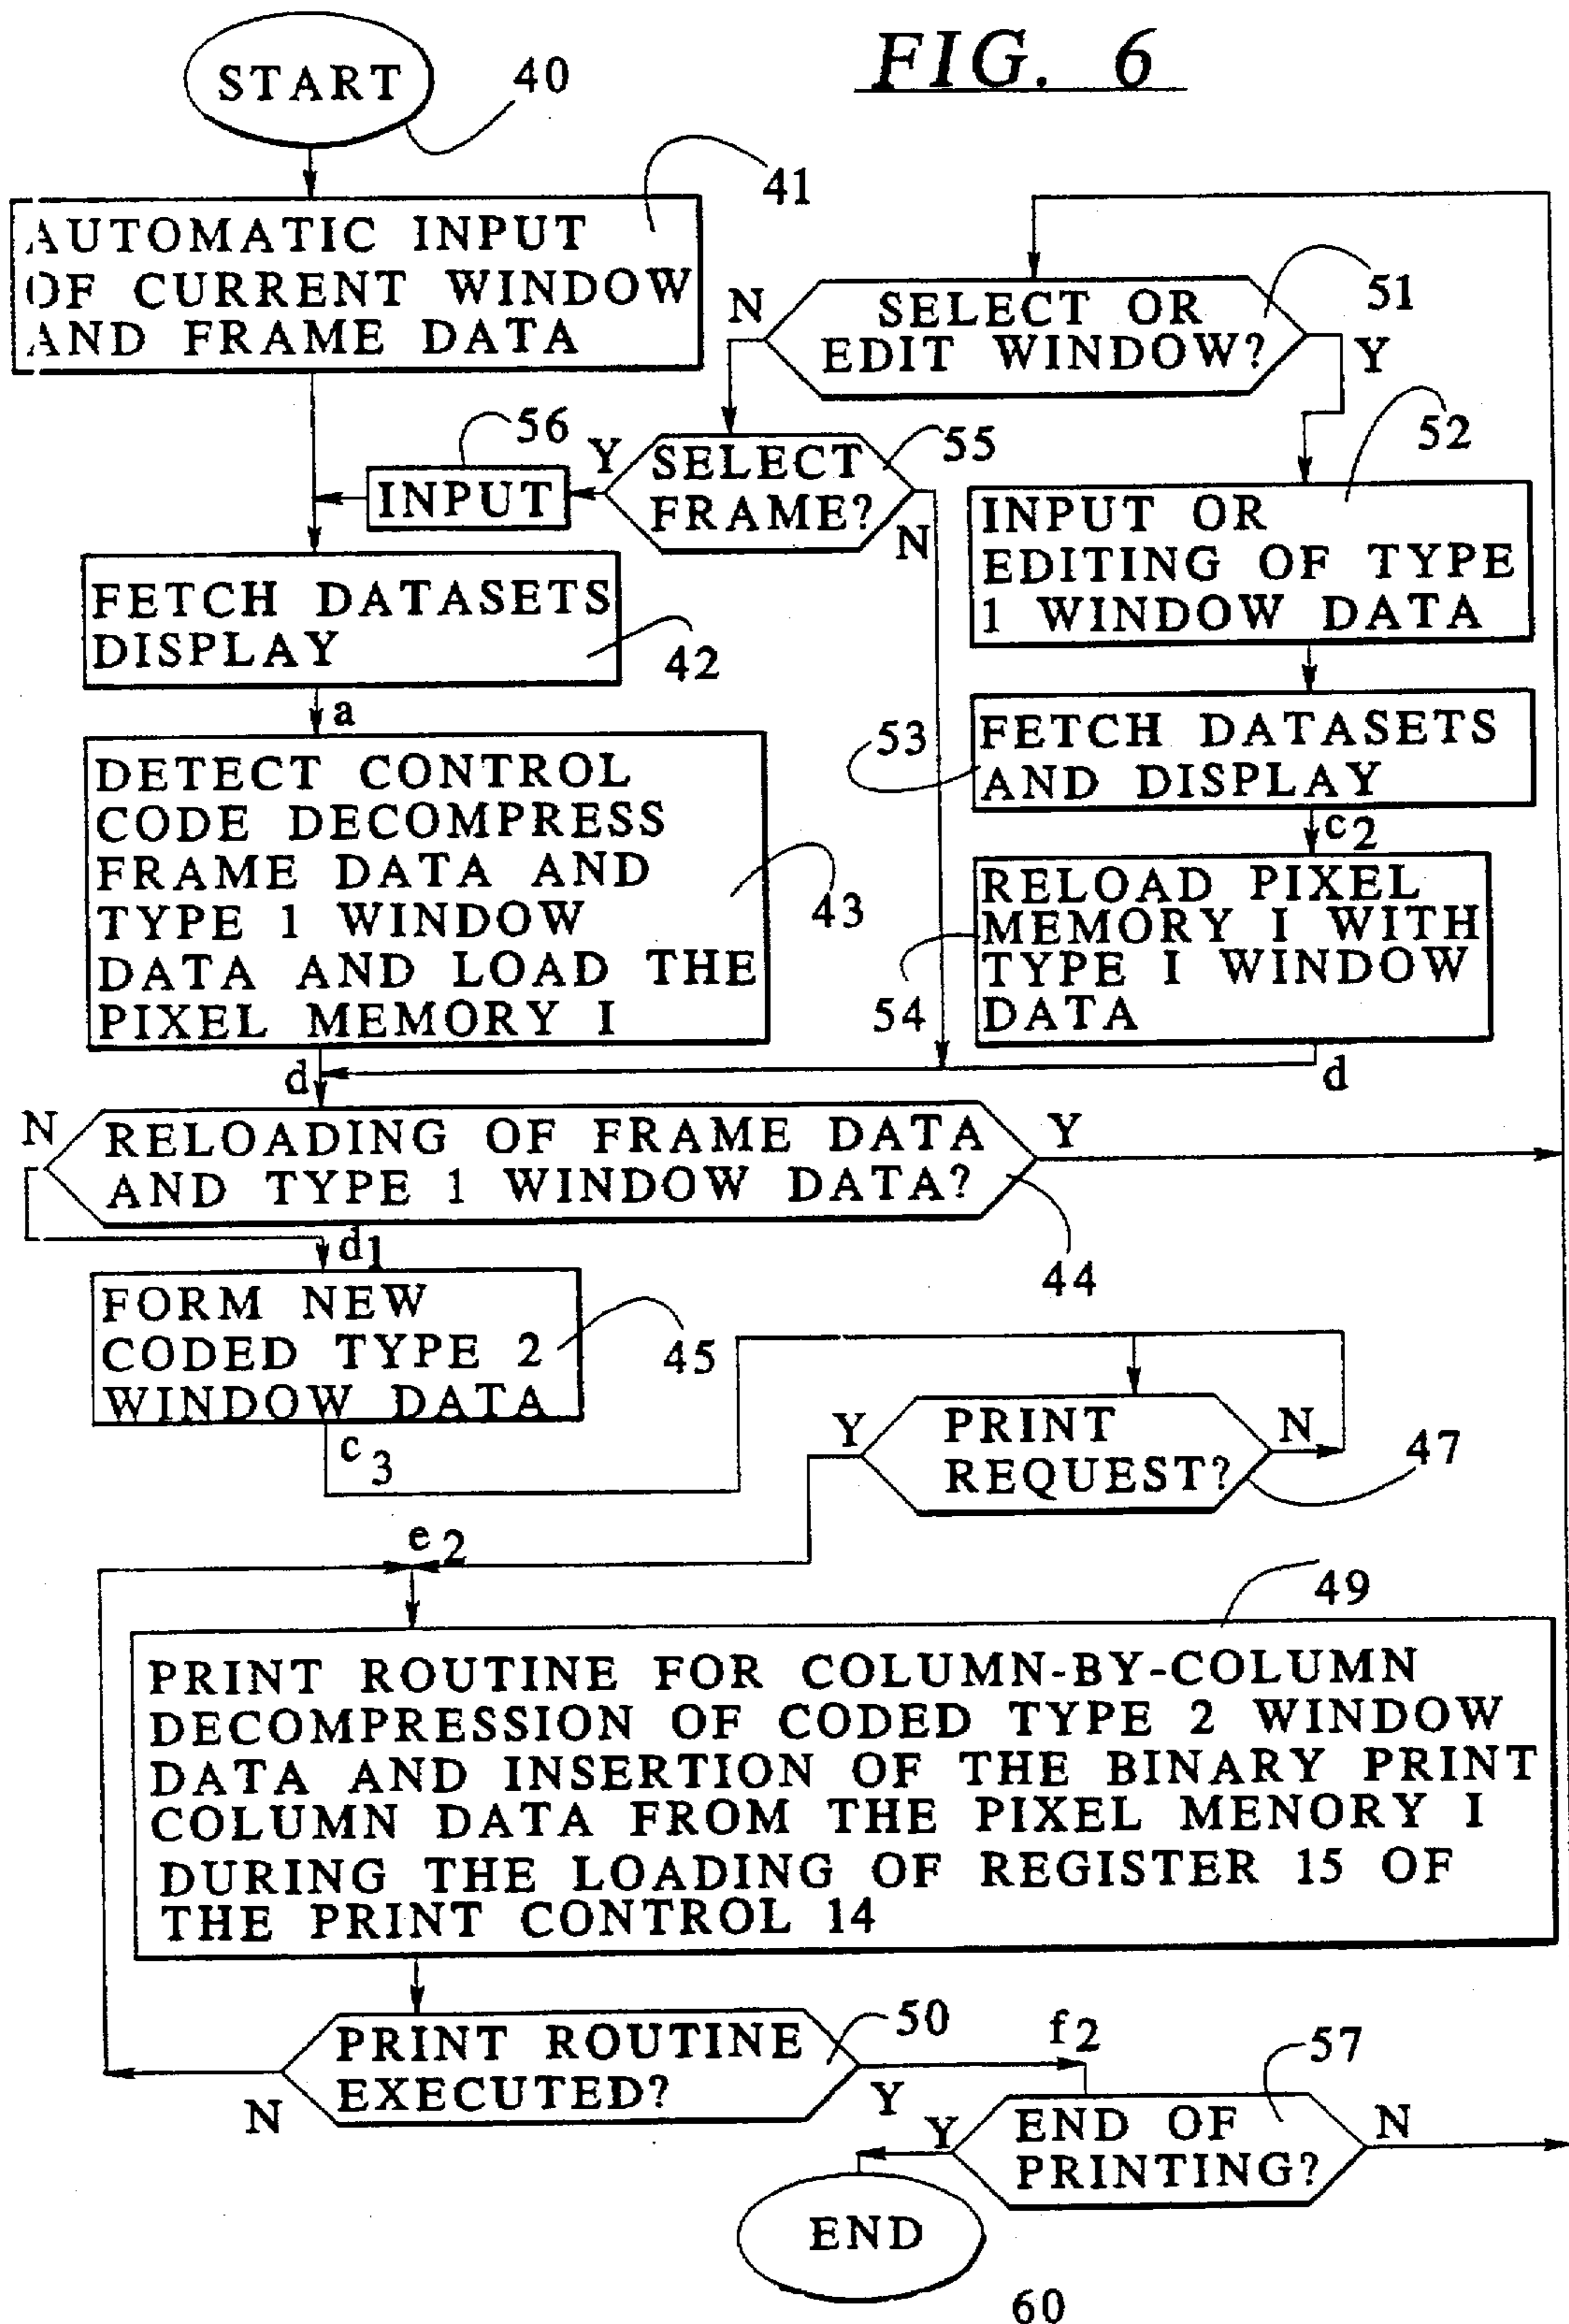 FIG. 6
START
40
41
AUTOMATIC INPUT
OF CURRENT WINDOW
AND FRAME DATA
N
SELECT OR
EDIT WINDOW?
51
Y
56
INPUT
Y
SELECT
FRAME?
55
N
52
INPUT OR
EDITING OF TYPE
1 WINDOW DATA
FETCH DATASETS
DISPLAY
42
a
53
FETCH DATASETS
AND DISPLAY
c2
DETECT CONTROL
CODE DECOMPRESS
FRAME DATA AND
TYPE 1 WINDOW
DATA AND LOAD THE
PIXEL MEMORY I
43
54
RELOAD PIXEL
MEMORY I WITH
TYPE I WINDOW
DATA
d
d
N
RELOADING OF FRAME DATA
AND TYPE 1 WINDOW DATA?
Y
44
d1
FORM NEW
CODED TYPE 2
WINDOW DATA
45
c3
Y
PRINT
REQUEST?
N
47
e2
49
PRINT ROUTINE FOR COLUMN-BY-COLUMN
DECOMPRESSION OF CODED TYPE 2 WINDOW
DATA AND INSERTION OF THE BINARY PRINT
COLUMN DATA FROM THE PIXEL MENORY I
DURING THE LOADING OF REGISTER 15 OF
THE PRINT CONTROL 14
PRINT ROUTINE
EXECUTED?
50
N
Y
f2
57
Y
END OF
PRINTING?
N
END
60